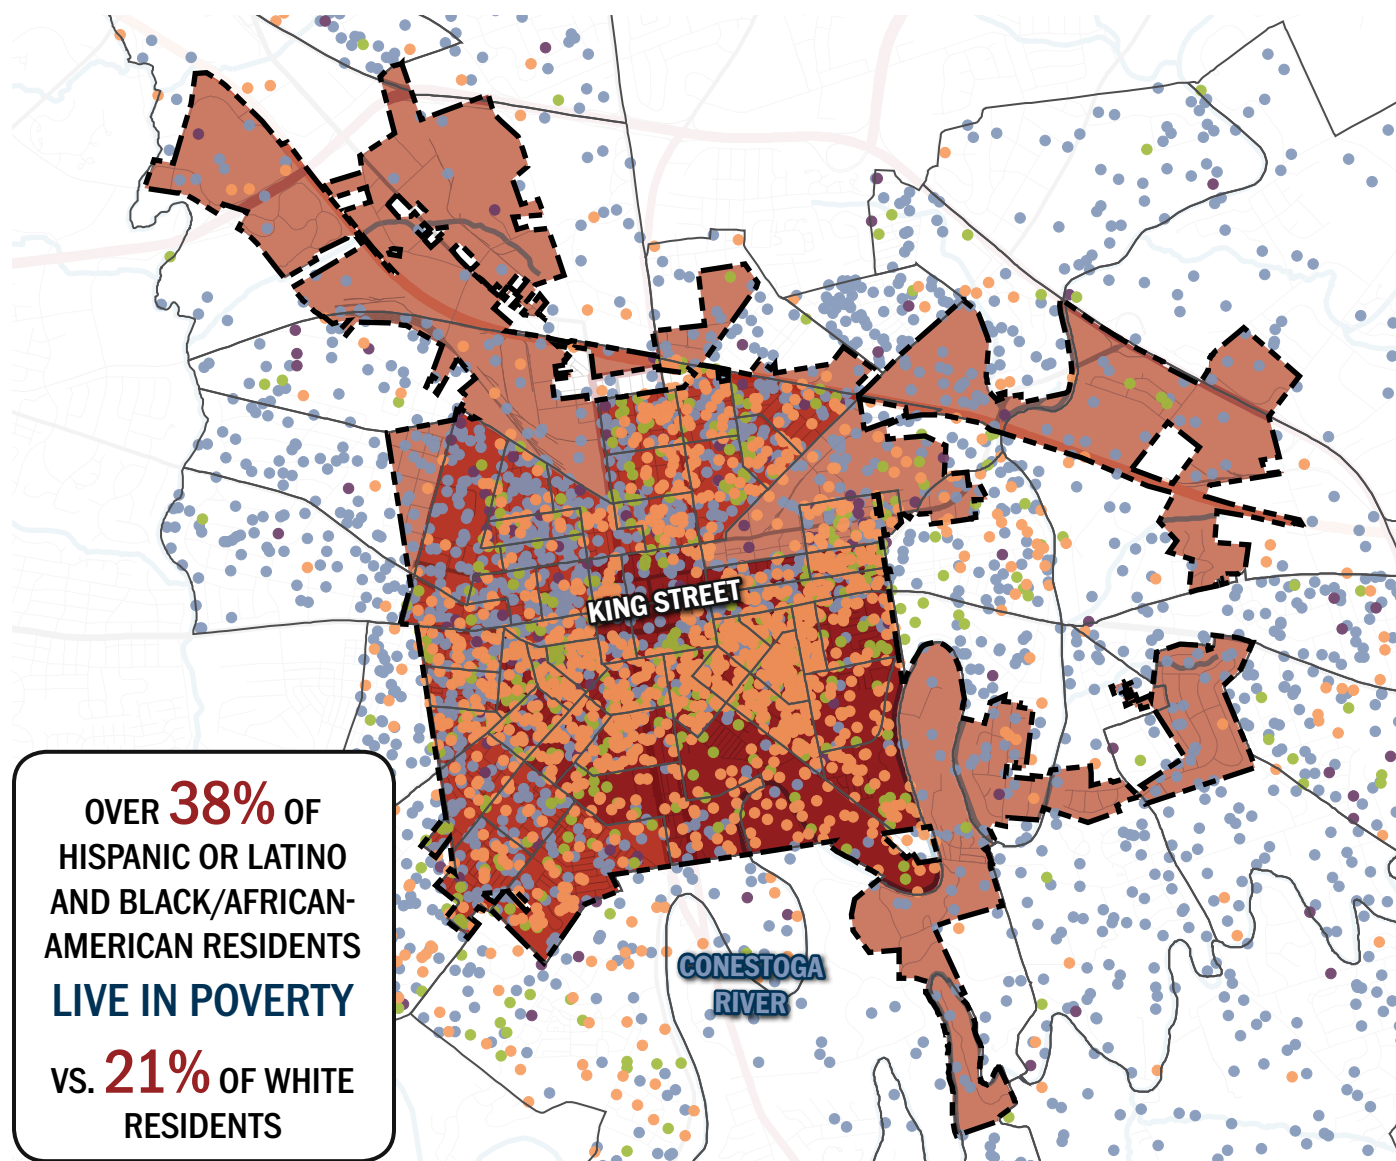 KING STREET
OVER 38% OF
HISPANIC OR LATINO
AND BLACK/AFRICAN-
AMERICAN RESIDENTS
LIVE IN POVERTY
VS. 21% OF WHITE
RESIDENTS
CONESTOGA
RIVER